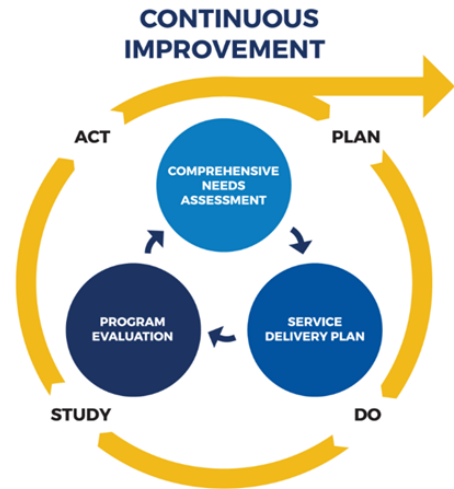 CONTINUOUS
IMPROVEMENT
ACT
PLAN
COMPREHENSIVE
NEEDS
ASSESSMENT
PROGRAM
EVALUATION
SERVICE
DELIVERY PLAN
STUDY
DO